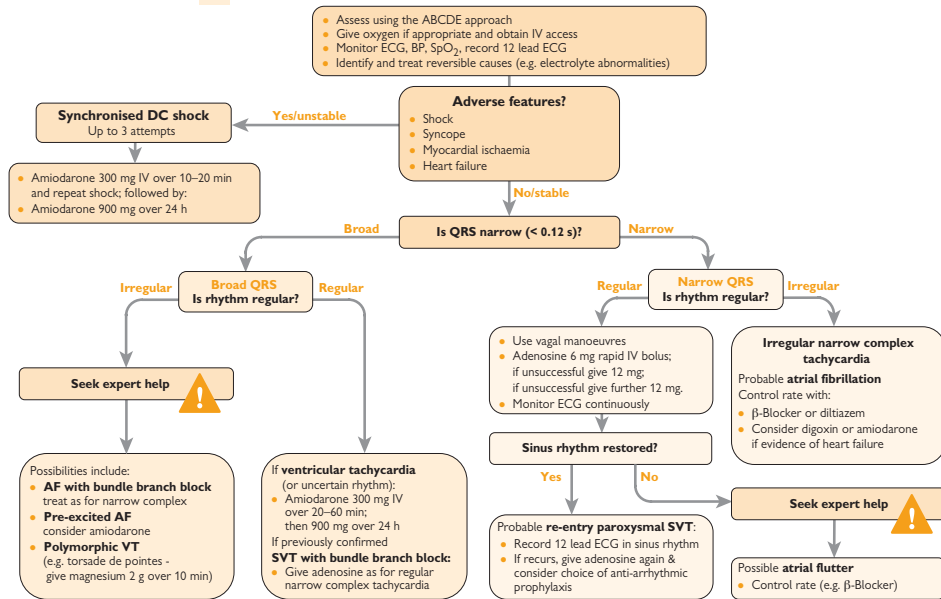 • Assess using the ABCDE approach
• Give oxygen if appropriate and obtain IV access
• Monitor ECG, BP, SpO₂, record 12 lead ECG
• Identify and treat reversible causes (e.g. electrolyte abnormalities)
Adverse features?
• Shock
• Syncope
• Myocardial ischaemia
• Heart failure
Yes/unstable
Synchronised DC shock
Up to 3 attempts
• Amiodarone 300 mg IV over 10–20 min
and repeat shock; followed by:
• Amiodarone 900 mg over 24 h
No/stable
Is QRS narrow (< 0.12 s)?
Broad
Narrow
Broad QRS
Is rhythm regular?
Irregular
Regular
Narrow QRS
Is rhythm regular?
Regular
Irregular
Seek expert help
!
Possibilities include:
• AF with bundle branch block
treat as for narrow complex
• Pre-excited AF
consider amiodarone
• Polymorphic VT
(e.g. torsade de pointes -
give magnesium 2 g over 10 min)
If ventricular tachycardia
(or uncertain rhythm):
• Amiodarone 300 mg IV
over 20–60 min;
then 900 mg over 24 h
If previously confirmed
SVT with bundle branch block:
• Give adenosine as for regular
narrow complex tachycardia
• Use vagal manoeuvres
• Adenosine 6 mg rapid IV bolus;
if unsuccessful give 12 mg;
if unsuccessful give further 12 mg.
• Monitor ECG continuously
Irregular narrow complex
tachycardia
Probable atrial fibrillation
Control rate with:
• β-Blocker or diltiazem
• Consider digoxin or amiodarone
if evidence of heart failure
Sinus rhythm restored?
Yes
No
Probable re-entry paroxysmal SVT:
• Record 12 lead ECG in sinus rhythm
• If recurs, give adenosine again &
consider choice of anti-arrhythmic
prophylaxis
Seek expert help
!
Possible atrial flutter
• Control rate (e.g. β-Blocker)